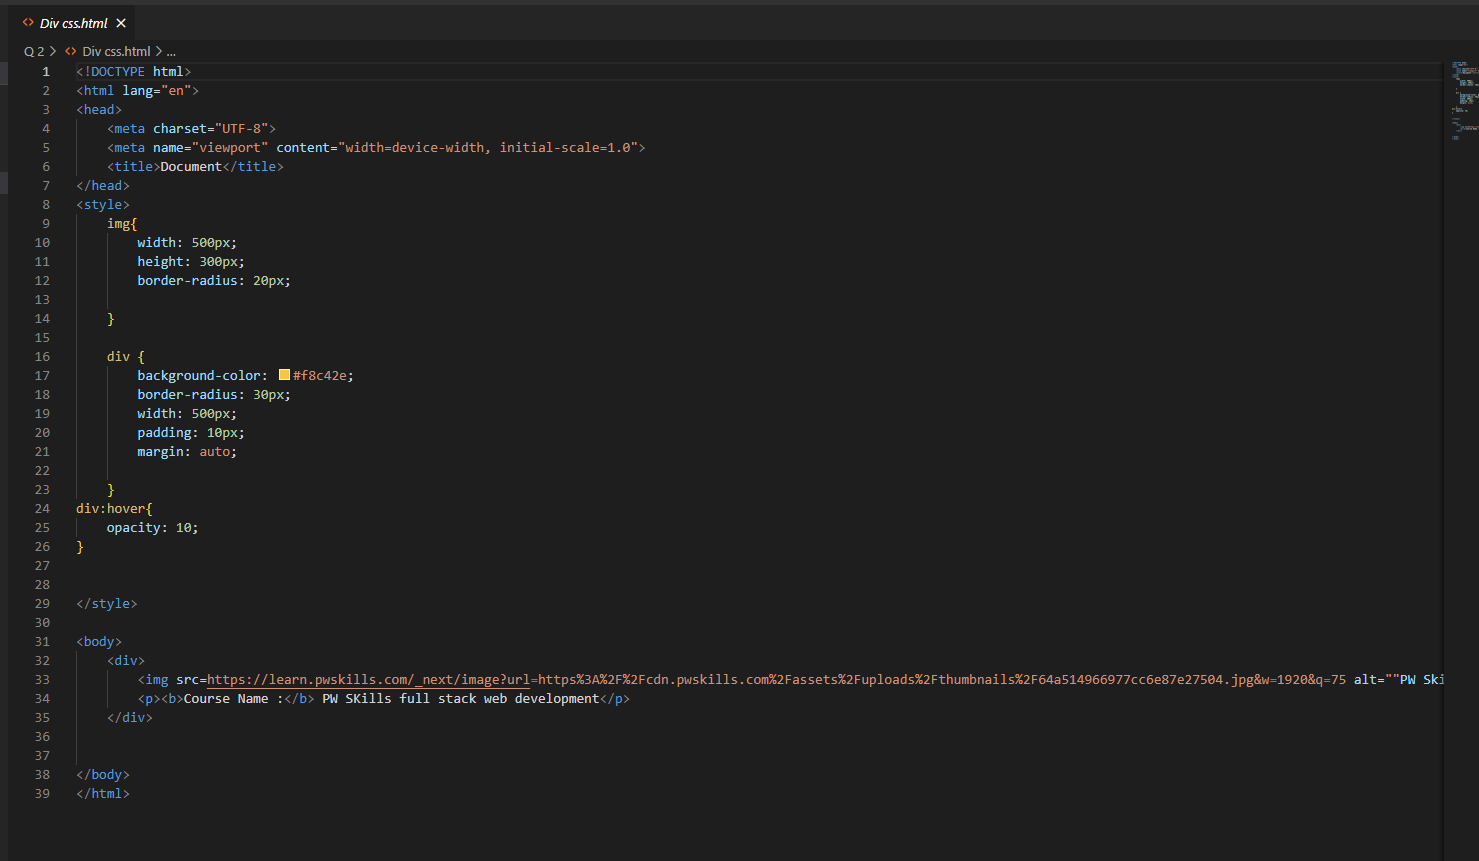 Div css.html
Q 2 > Div css.html > ...
1 <!DOCTYPE html>
2 <html lang="en">
3 <head>
4 <meta charset="UTF-8">
5 <meta name="viewport" content="width=device-width, initial-scale=1.0">
6 <title>Document</title>
7 </head>
8 <style>
9 img{
10 width: 500px;
11 height: 300px;
12 border-radius: 20px;
13
14 }
15
16 div {
17 background-color: #f8c42e;
18 border-radius: 30px;
19 width: 500px;
20 padding: 10px;
21 margin: auto;
22
23 }
24 div:hover{
25 opacity: 10;
26 }
27
28
29 </style>
30
31 <body>
32 <div>
33 <img src=https://learn.pwskills.com/_next/image?url=https%3A%2F%2Fcdn.pwskills.com%2Fassets%2Fuploads%2Fthumbnails%2F64a514966977cc6e87e27504.jpg&w=1920&q=75 alt=""PW Ski
34 <p><b>Course Name :</b> PW SKills full stack web development</p>
35 </div>
36
37
38 </body>
39 </html>